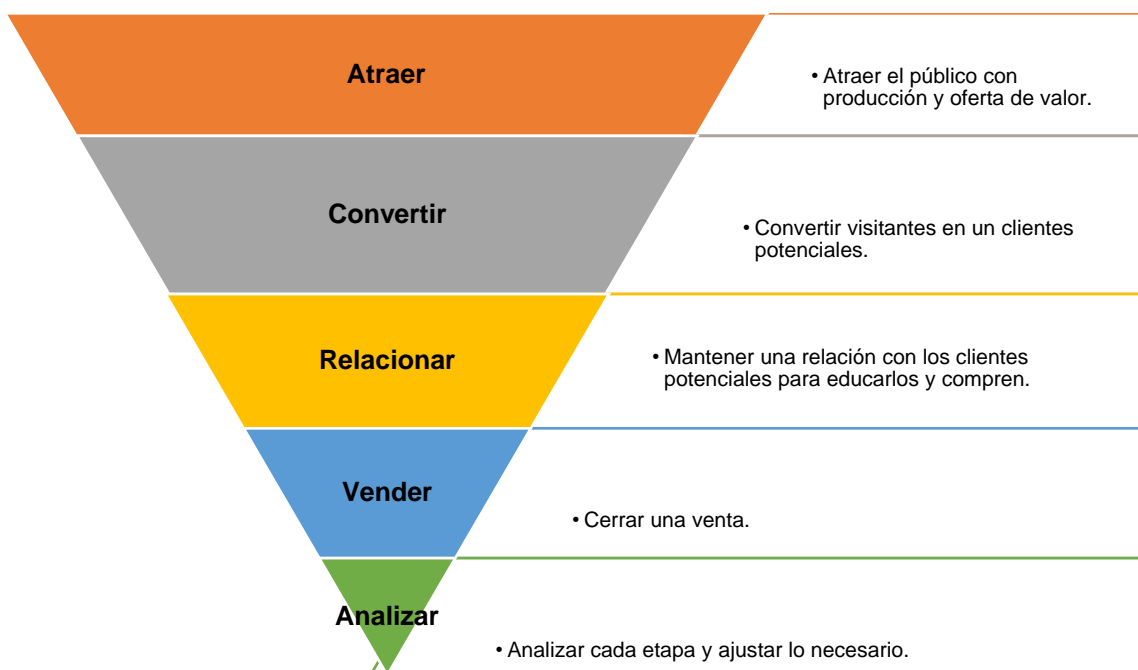 Atraer
• Atraer el público con
producción y oferta de valor.
Convertir
• Convertir visitantes en un clientes
potenciales.
Relacionar
• Mantener una relación con los clientes
potenciales para educarlos y compren.
Vender
• Cerrar una venta.
Analizar
• Analizar cada etapa y ajustar lo necesario.